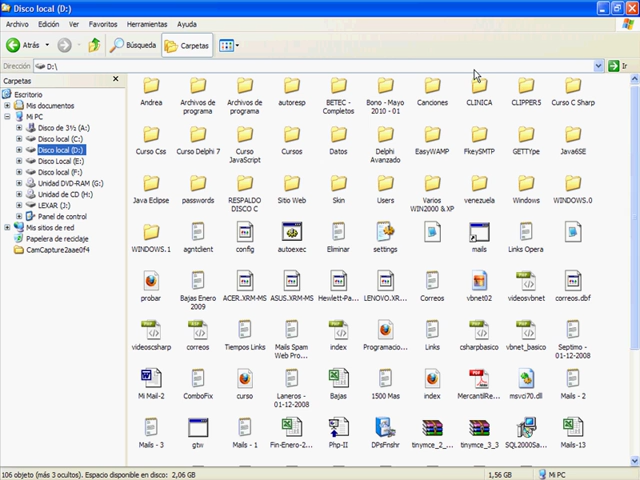 Disco local (D:)
Archivo Edición Ver Favoritos Herramientas Ayuda
Atrás Búsqueda Carpetas
Dirección D:\ Ir
Carpetas
Escritorio
Mis documentos
Mi PC
Disco de 3½ (A:)
Disco local (C:)
Disco local (D:)
Disco Local (E:)
Disco local (F:)
Unidad DVD-RAM (G:)
Unidad de CD (H:)
LEXAR (J:)
Panel de control
Mis sitios de red
Papelera de reciclaje
CamCapture2aae0f4
Andrea
Archivos de
programa
Archivos de
programa
autoresp
BETEC -
Completos
Bono - Mayo
2010 - 01
Canciones
CLINICA
CLIPPER5
Curso C Sharp
Curso Css
Curso Delphi 7
Curso
JavaScript
Cursos
Datos
Delphi
Avanzado
EasyWAMP
FkeySMTP
GETType
Java6SE
Java Eclipse
passwords
RESPALDO
DISCO C
Sitio Web
Skin
Users
Varios
WIN2000 & XP
venezuela
Windows
WINDOWS.0
WINDOWS.1
agntclient
config
autoexec
Eliminar
settings
mails
Links Opera
probar
Bajas Enero
2009
ACER.XRM-MS
ASUS.XRM-MS
Hewlett-Pa...
LENOVO.XR...
Correos
vbnet02
videosvbnet
correos.dbf
videoscsharp
correos
Tiempos Links
Mails Spam
Web Pro...
index
Programacio...
Links
csharpbasico
vbnet_basico
Septimo -
01-12-2008
Mi Mail-2
ComboFix
curso
Laneros -
01-12-2008
Bajas
1500 Mas
index
MercantilRe...
msvci70.dll
Mails - 2
Mails - 3
gtw
Mails - 1
Fin-Enero-2...
Php-II
DPsFnshr
tinymce_2_...
tinymce_3_3...
SQL2000Sa...
Mails-13
106 objeto (más 3 ocultos). Espacio disponible en disco: 2,06 GB
1,56 GB
Mi PC